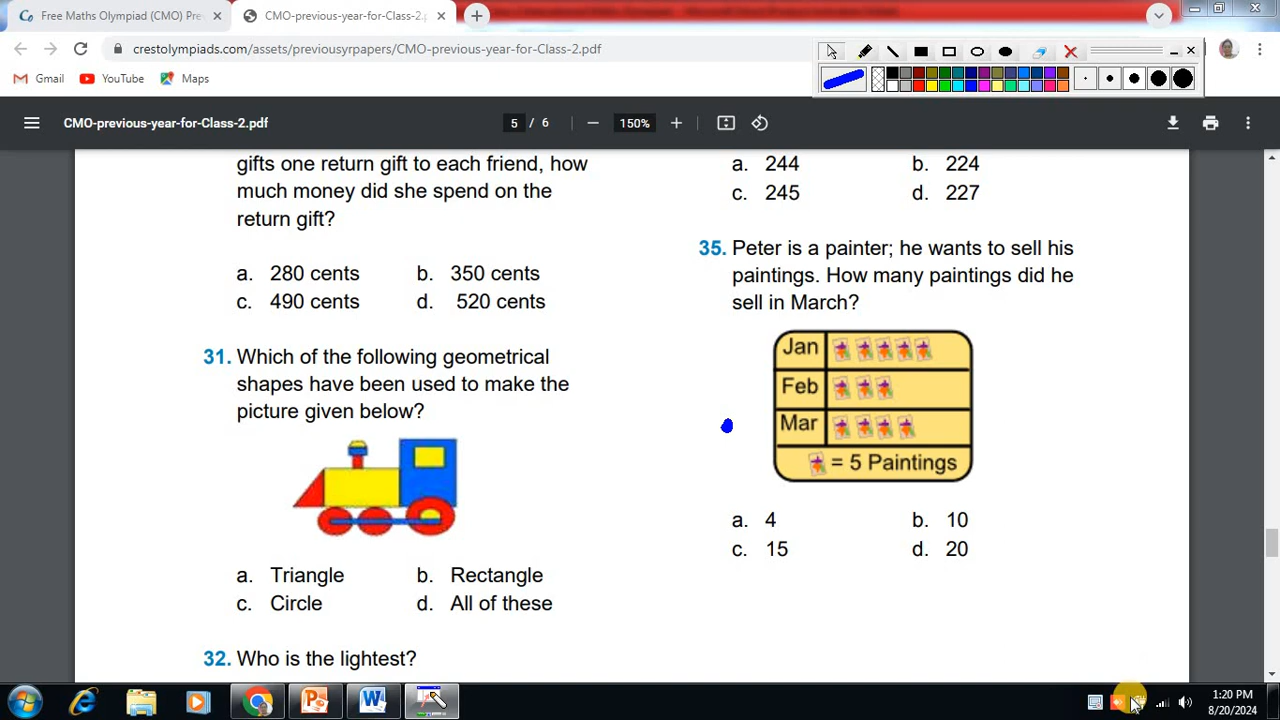 Free Maths Olympiad (CMO) Pre
CMO-previous-year-for-Class-2.p
crestolympiads.com/assets/previousyrpapers/CMO-previous-year-for-Class-2.pdf
Gmail YouTube Maps
CMO-previous-year-for-Class-2.pdf
5 / 6
150%
gifts one return gift to each friend, how
much money did she spend on the
return gift?
a. 280 cents b. 350 cents
c. 490 cents d. 520 cents
31. Which of the following geometrical
shapes have been used to make the
picture given below?
a. Triangle b. Rectangle
c. Circle d. All of these
32. Who is the lightest?
a. 244 b. 224
c. 245 d. 227
35. Peter is a painter; he wants to sell his
paintings. How many paintings did he
sell in March?
Jan
Feb
Mar
= 5 Paintings
a. 4 b. 10
c. 15 d. 20
1:20 PM
8/20/2024